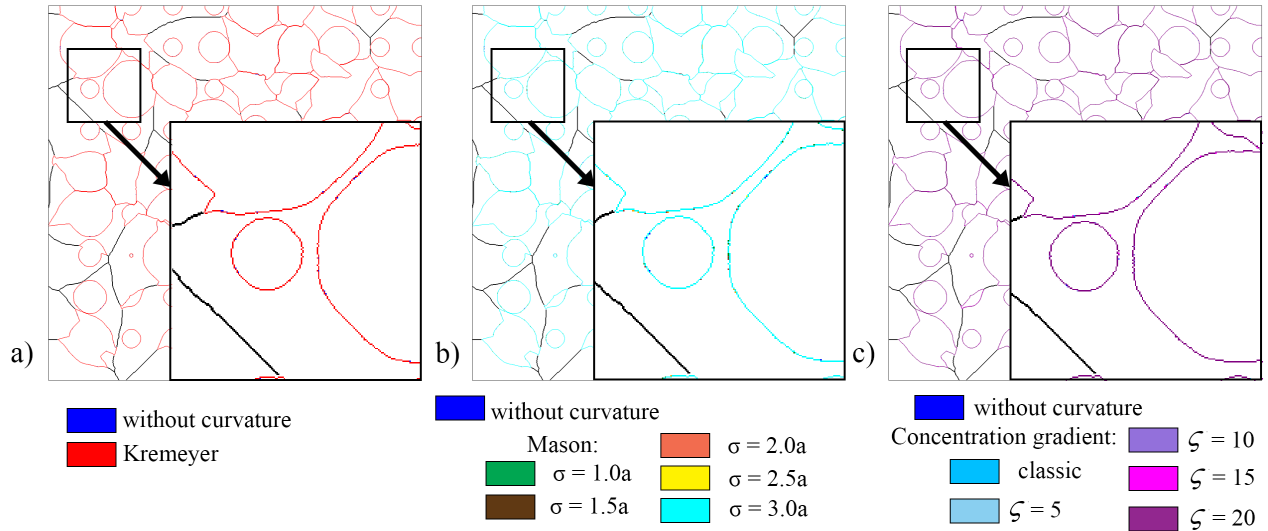 a)
b)
c)
without curvature
Kremeyer
without curvature
Mason:
σ = 1.0a
σ = 1.5a
σ = 2.0a
σ = 2.5a
σ = 3.0a
without curvature
Concentration gradient:
classic
ς = 5
ς = 10
ς = 15
ς = 20